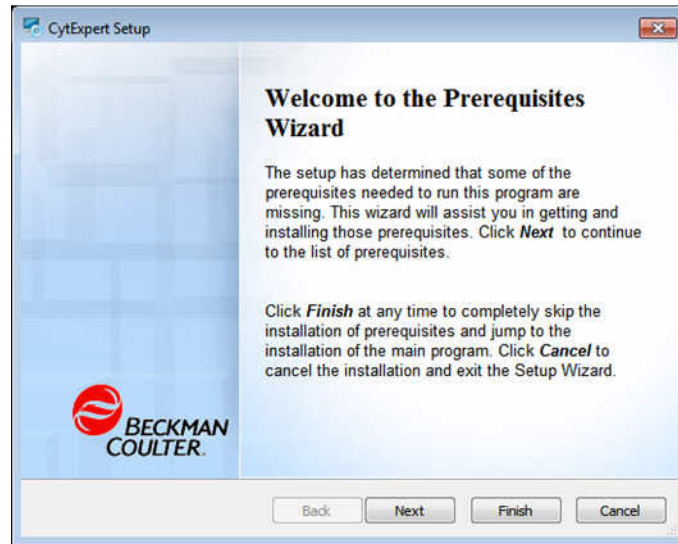 CytExpert Setup
Welcome to the Prerequisites
Wizard
The setup has determined that some of the
prerequisites needed to run this program are
missing. This wizard will assist you in getting and
installing those prerequisites. Click Next to continue
to the list of prerequisites.
Click Finish at any time to completely skip the
installation of prerequisites and jump to the
installation of the main program. Click Cancel to
cancel the installation and exit the Setup Wizard.
BECKMAN
COULTER.
Back Next Finish Cancel